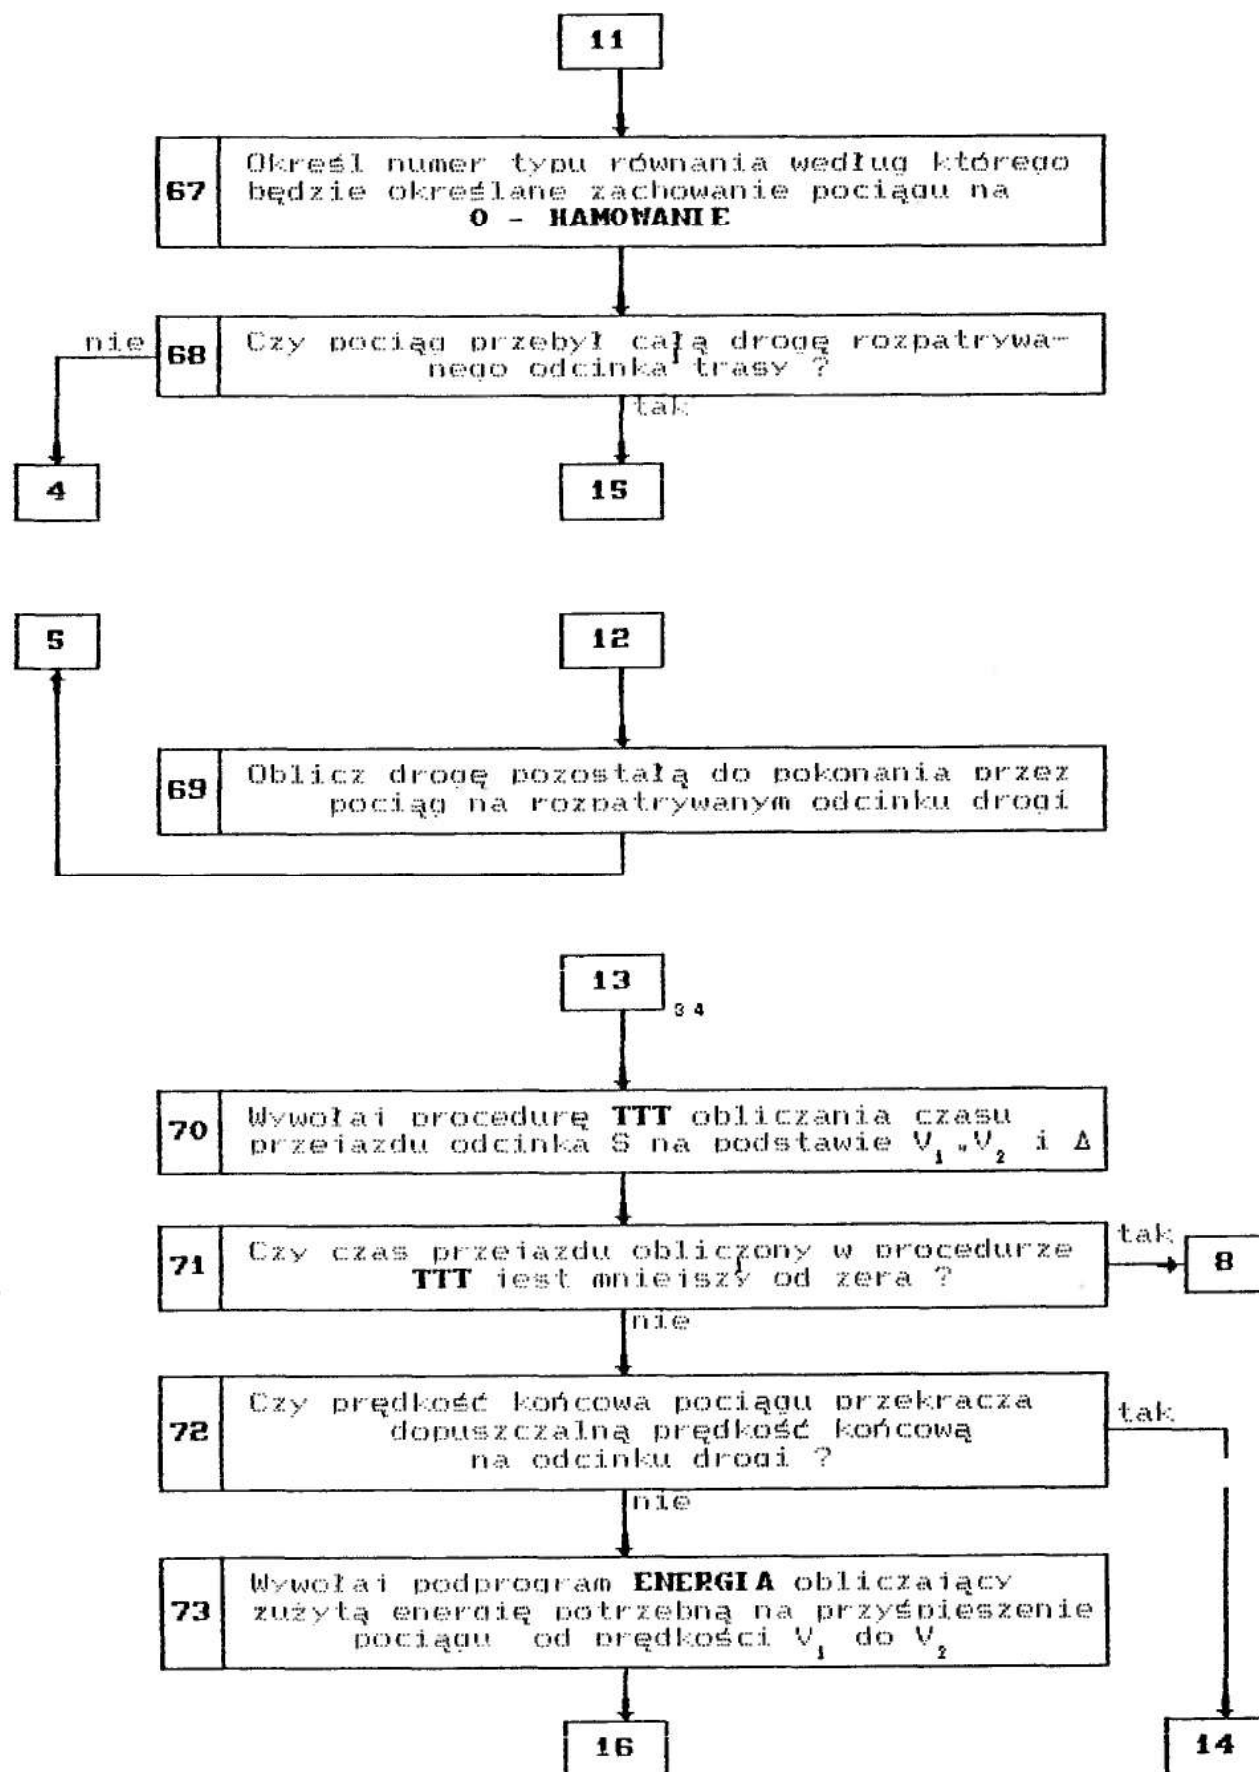 11
67
Określ numer typu równania według którego
będzie określane zachowanie pociągu na
0 - HAMOWANIE
nie
68
Czy pociąg przebył całą drogę rozpatrywa-
nego odcinka trasy ?
tak
4
15
5
12
69
Oblicz drogę pozostałą do pokonania przez
pociąg na rozpatrywanym odcinku drogi
13
34
70
Wywołaj procedurę TTT obliczania czasu
przejazdu odcinka S na podstawie V₁,V₂ i Δ
71
Czy czas przejazdu obliczony w procedurze
TTT jest mniejszy od zera ?
tak
8
nie
72
Czy prędkość końcowa pociągu przekracza
dopuszczalną prędkość końcową
na odcinku drogi ?
tak
nie
73
Wywołaj podprogram ENERGIA obliczający
zużytą energię potrzebną na przyśpieszenie
pociągu od prędkości V₁ do V₂
16
14